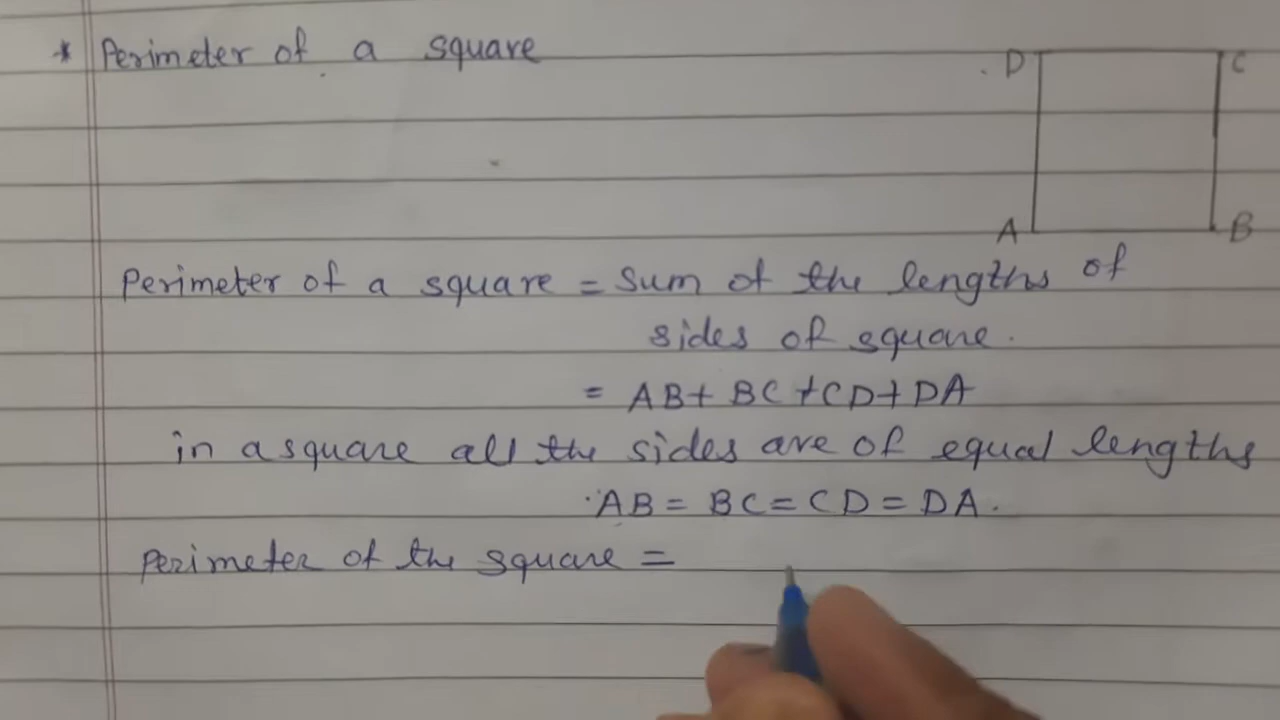 * Perimeter of a square
D C
A B
Perimeter of a square = Sum of the lengths of
sides of square.
= AB+ BC+CD+DA
in a square all the sides are of equal lengths
AB = BC = CD = DA.
Perimeter of the square =